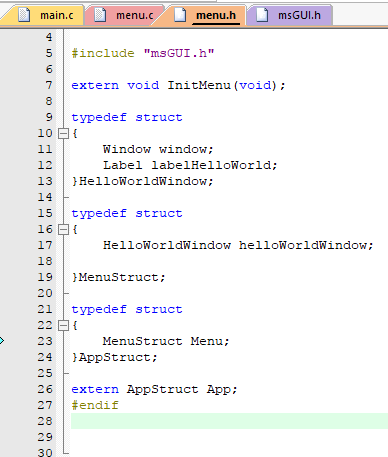 main.c menu.c menu.h msGUI.h
4
5 #include "msGUI.h"
6
7 extern void InitMenu(void);
8
9 typedef struct
10 {
11 Window window;
12 Label labelHelloWorld;
13 }HelloWorldWindow;
14
15 typedef struct
16 {
17 HelloWorldWindow helloWorldWindow;
18
19 }MenuStruct;
20
21 typedef struct
22 {
23 MenuStruct Menu;
24 }AppStruct;
25
26 extern AppStruct App;
27 #endif
28
29
30